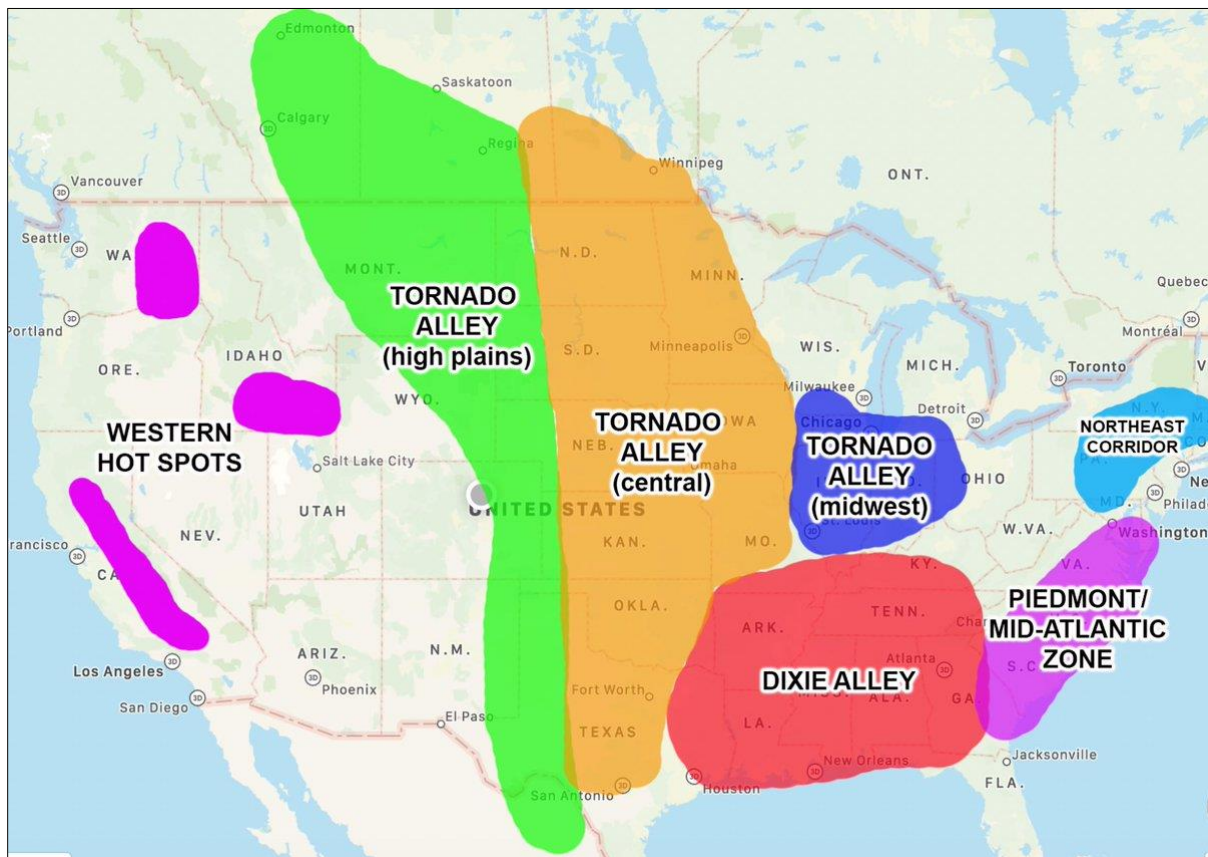 Edmonton
Saskatoon
Calgary
Regina
Winnipeg
ONT.
Vancouver
Seattle
WA
N.D.
MONT.
MINN.
Quebec
Portland
TORNADO
ALLEY
(high plains)
Montréal
S.D.
Minneapolis
WIS.
IDAHO
ORE.
MICH.
Toronto
WYO.
Milwaukee
Detroit
N.Y.
Chicago
WESTERN
HOT SPOTS
TORNADO
ALLEY
(central)
NEB.
OWA
Omaha
TORNADO
ALLEY
(midwest)
OHIO
NORTHEAST
CORRIDOR
PA.
Ne
Salt Lake City
MD.
Philad
UNITED STATES
UTAH
NEV.
St. Louis
W.VA.
Washington
Francisco
KAN.
MO.
KY.
VA.
CA
OKLA.
TENN.
PIEDMONT/
MID-ATLANTIC
ZONE
Char
ARK.
Los Angeles
ARIZ.
N.M.
Atlanta
S.C
Phoenix
DIXIE ALLEY
San Diego
Fort Worth
MISS.
ALA.
GA
El Paso
LA.
TEXAS
Jacksonville
New Orleans
Houston
San Antonio
FLA.